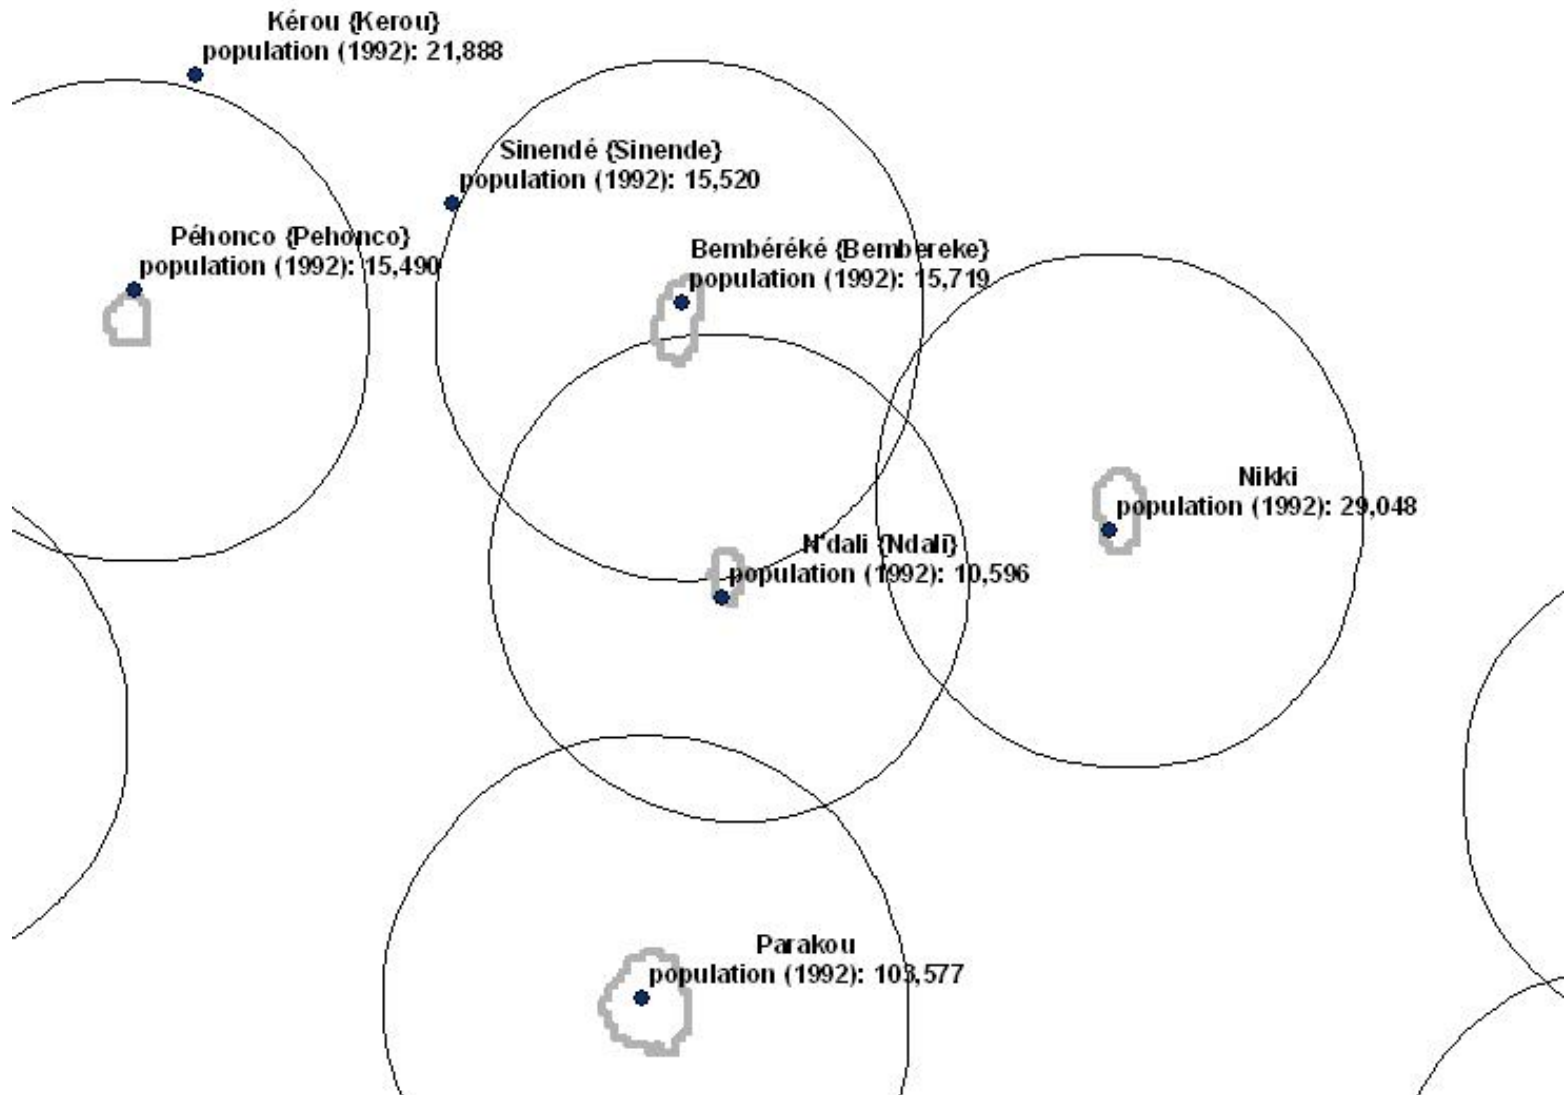 Kérou {Kerou}
population (1992): 21,888
Sinendé {Sinende}
population (1992): 15,520
Péhonco {Pehonco}
population (1992): 15,490
Bembéréké {Bembereke}
population (1992): 15,719
Nikki
population (1992): 29,048
N'dali {Ndali}
population (1992): 10,596
Parakou
population (1992): 103,577